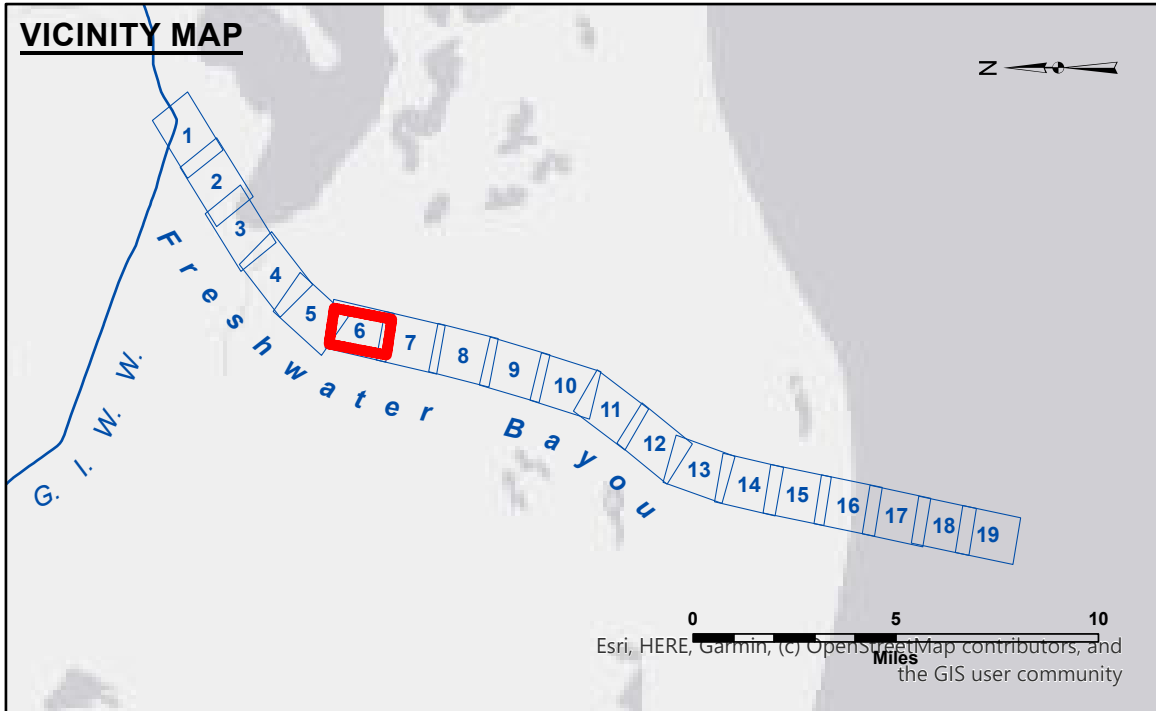 VICINITY MAP
N
1
2
3
4
5
6
7
8
9
10
11
12
13
14
15
16
17
18
19
Freshwater Bayou
G. I. W. W.
0 5 10
Miles
Esri, HERE, Garmin, (c) OpenStreetMap contributors, and
the GIS user community